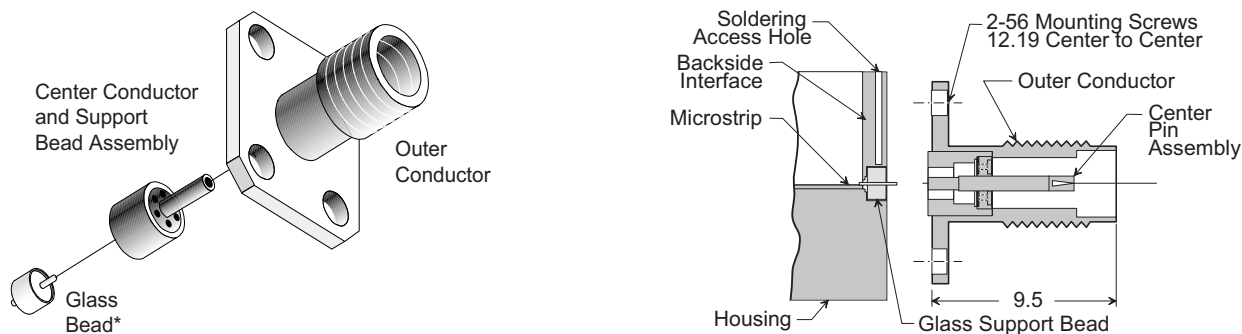 Center Conductor
and Support
Bead Assembly
Outer
Conductor
Glass
Bead*
Soldering
Access Hole
Backside
Interface
Microstrip
Housing
Glass Support Bead
2-56 Mounting Screws
12.19 Center to Center
Outer Conductor
Center
Pin
Assembly
9.5